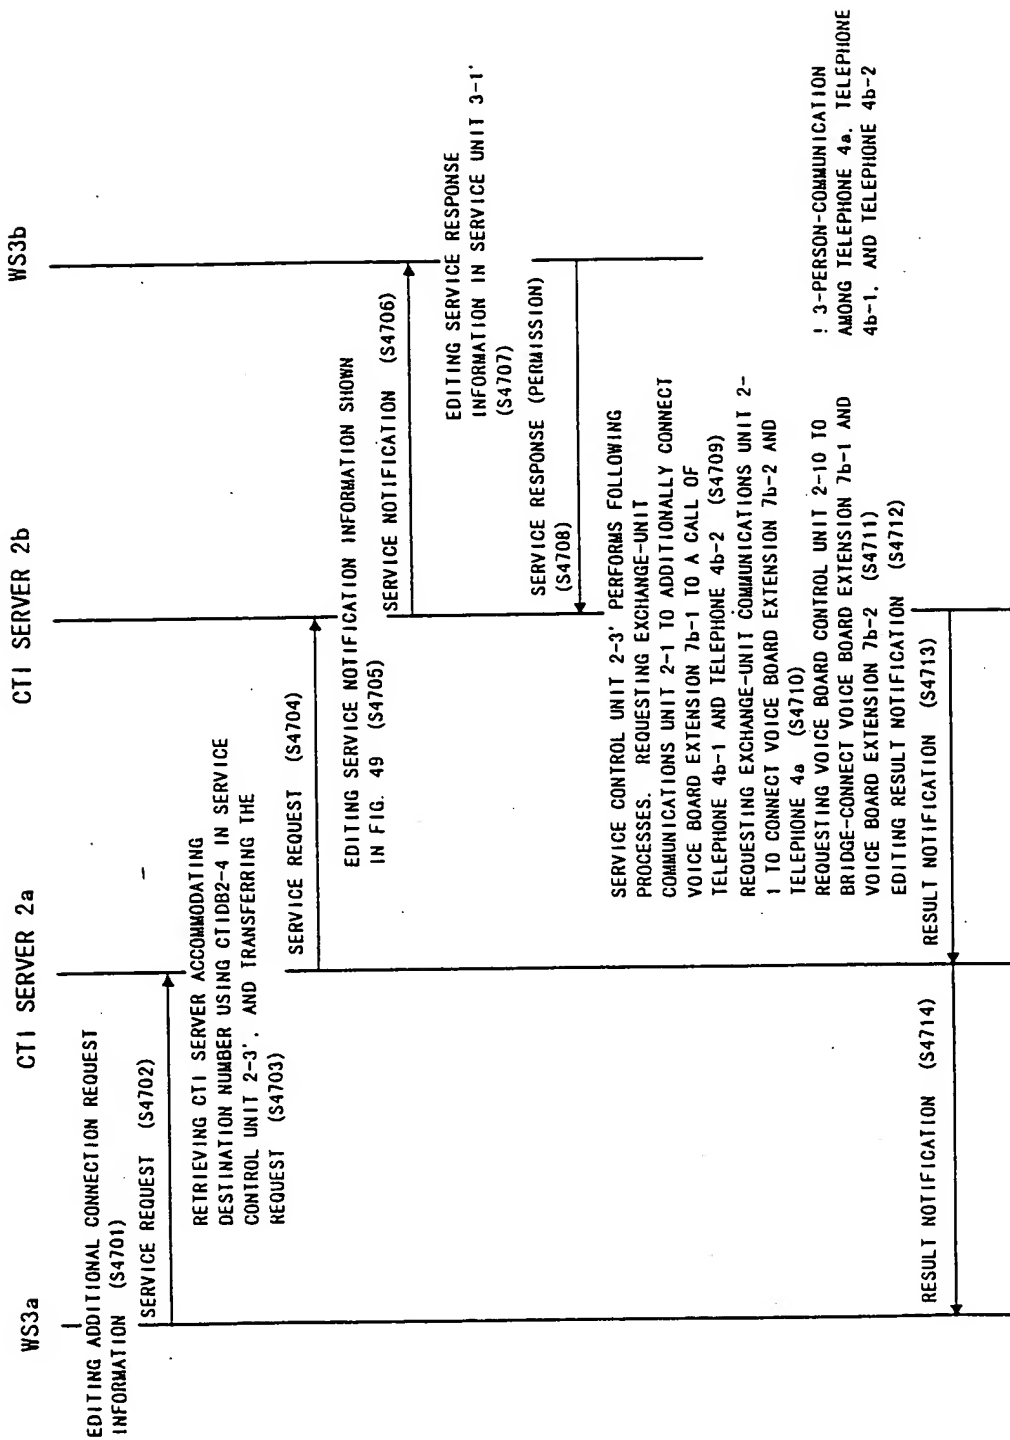 WS3a
CTI SERVER 2a
CTI SERVER 2b
WS3b
EDITING ADDITIONAL CONNECTION REQUEST
INFORMATION (S4701)
SERVICE REQUEST (S4702)
RETRIEVING CTI SERVER ACCOMMODATING
DESTINATION NUMBER USING CTIDB2-4 IN SERVICE
CONTROL UNIT 2-3', AND TRANSFERRING THE
REQUEST (S4703)
SERVICE REQUEST (S4704)
EDITING SERVICE NOTIFICATION INFORMATION SHOWN
IN FIG. 49 (S4705)
SERVICE NOTIFICATION (S4706)
EDITING SERVICE RESPONSE
INFORMATION IN SERVICE UNIT 3-1'
(S4707)
SERVICE RESPONSE (PERMISSION)
(S4708)
SERVICE CONTROL UNIT 2-3' PERFORMS FOLLOWING
PROCESSES. REQUESTING EXCHANGE-UNIT
COMMUNICATIONS UNIT 2-1 TO ADDITIONALLY CONNECT
VOICE BOARD EXTENSION 7b-1 TO A CALL OF
TELEPHONE 4b-1 AND TELEPHONE 4b-2 (S4709)
REQUESTING EXCHANGE-UNIT COMMUNICATIONS UNIT 2-
1 TO CONNECT VOICE BOARD EXTENSION 7b-2 AND
TELEPHONE 4a (S4710)
REQUESTING VOICE BOARD CONTROL UNIT 2-10 TO
BRIDGE-CONNECT VOICE BOARD EXTENSION 7b-1 AND
VOICE BOARD EXTENSION 7b-2 (S4711)
EDITING RESULT NOTIFICATION (S4712)
! 3-PERSON-COMMUNICATION
AMONG TELEPHONE 4a, TELEPHONE
4b-1, AND TELEPHONE 4b-2
RESULT NOTIFICATION (S4713)
RESULT NOTIFICATION (S4714)